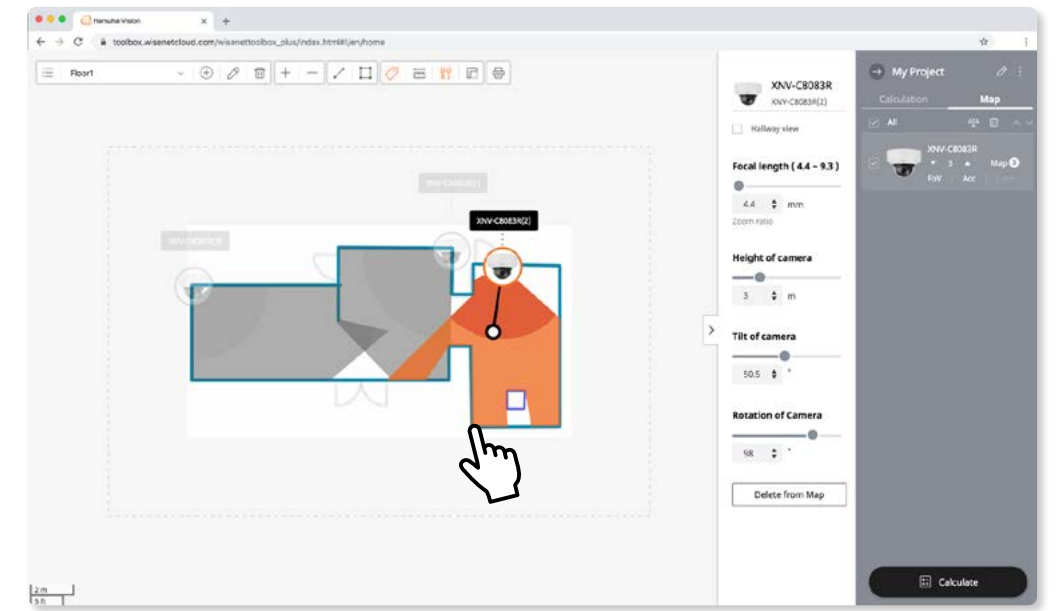 Hanwha Vision
toolbox.wisenetcloud.com/wisenettoolbox_plus/index.html#!/en/home
Floor1
XNV-C8083R(2)
2 m
5 ft
XNV-C8083R
XNV-C8083R(2)
Hallway view
Focal length ( 4.4 ~ 9.3 )
4.4 mm
Zoom ratio
Height of camera
3 m
Tilt of camera
50.5 °
Rotation of Camera
98 °
Delete from Map
My Project
Calculation Map
All
XNV-C8083R
3 Map 3
FoV Acc
Calculate